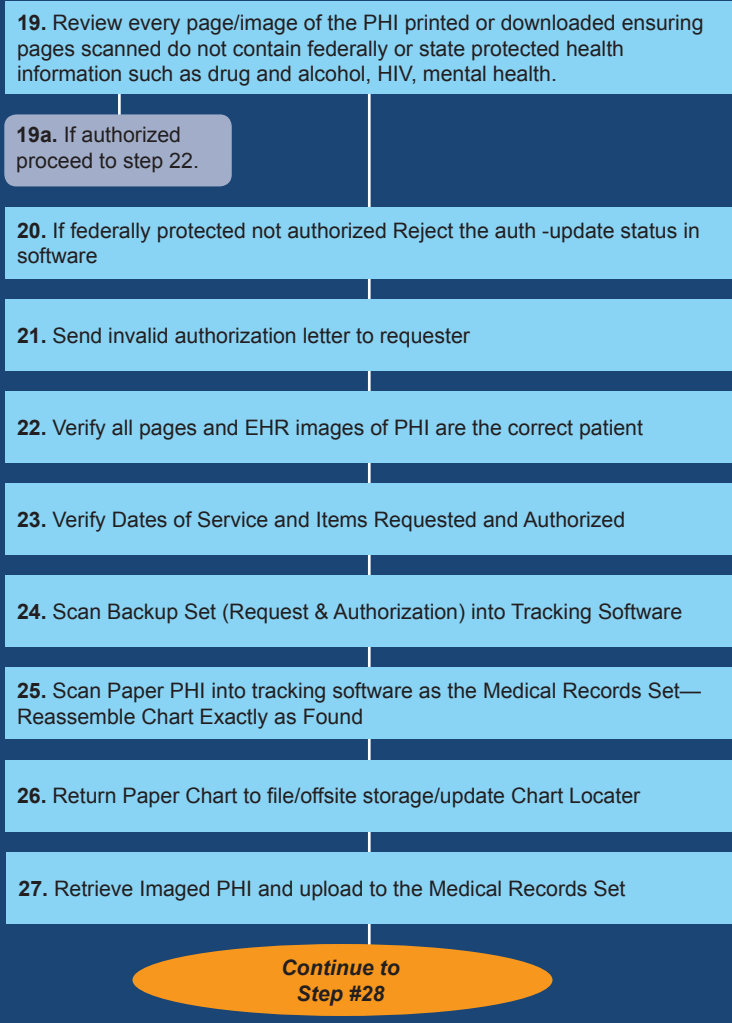 19. Review every page/image of the PHI printed or downloaded ensuring
pages scanned do not contain federally or state protected health
information such as drug and alcohol, HIV, mental health.
19a. If authorized
proceed to step 22.
20. If federally protected not authorized Reject the auth -update status in
software
21. Send invalid authorization letter to requester
22. Verify all pages and EHR images of PHI are the correct patient
23. Verify Dates of Service and Items Requested and Authorized
24. Scan Backup Set (Request & Authorization) into Tracking Software
25. Scan Paper PHI into tracking software as the Medical Records Set—
Reassemble Chart Exactly as Found
26. Return Paper Chart to file/offsite storage/update Chart Locater
27. Retrieve Imaged PHI and upload to the Medical Records Set
Continue to
Step #28